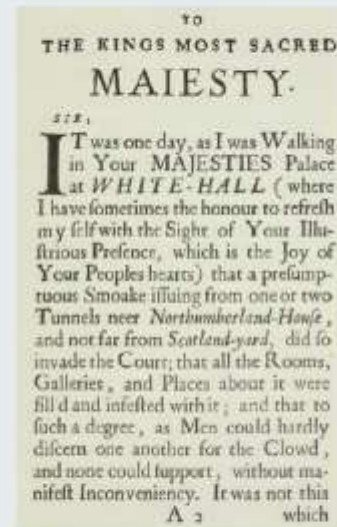 TO
THE KINGS MOST SACRED
MAIESTY.
SIR,
IT was one day, as I was Walking
in Your MAJESTIES Palace
at WHITE-HALL (where
I have ſometimes the honour to refreſh
my ſelf with the Sight of Your Illu-
ſtrious Preſence, which is the Joy of
Your Peoples hearts) that a preſump-
tuous Smoake iſſuing from one or two
Tunnels neer Northumberland-Houſe,
and not far from Scotland-yard, did ſo
invade the Court; that all the Rooms,
Galleries, and Places about it were
fill'd and infeſted with it; and that to
ſuch a degree, as Men could hardly
diſcern one another for the Clowd,
and none could ſupport, without ma-
nifeſt Inconveniency. It was not this
A 2 which